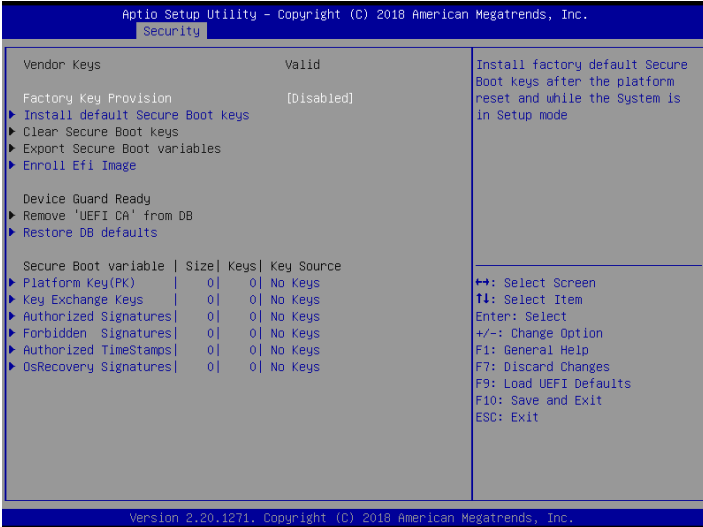 Aptio Setup Utility – Copyright (C) 2018 American Megatrends, Inc.
Security
Vendor Keys Valid
Factory Key Provision [Disabled]
Install default Secure Boot keys
Clear Secure Boot keys
Export Secure Boot variables
Enroll Efi Image
Device Guard Ready
Remove 'UEFI CA' from DB
Restore DB defaults
Secure Boot variable | Size| Keys| Key Source
Platform Key(PK) | 0| 0| No Keys
Key Exchange Keys | 0| 0| No Keys
Authorized Signatures| 0| 0| No Keys
Forbidden Signatures| 0| 0| No Keys
Authorized TimeStamps| 0| 0| No Keys
OsRecovery Signatures| 0| 0| No Keys
Install factory default Secure
Boot keys after the platform
reset and while the System is
in Setup mode
↔: Select Screen
↑↓: Select Item
Enter: Select
+/-: Change Option
F1: General Help
F7: Discard Changes
F9: Load UEFI Defaults
F10: Save and Exit
ESC: Exit
Version 2.20.1271. Copyright (C) 2018 American Megatrends, Inc.